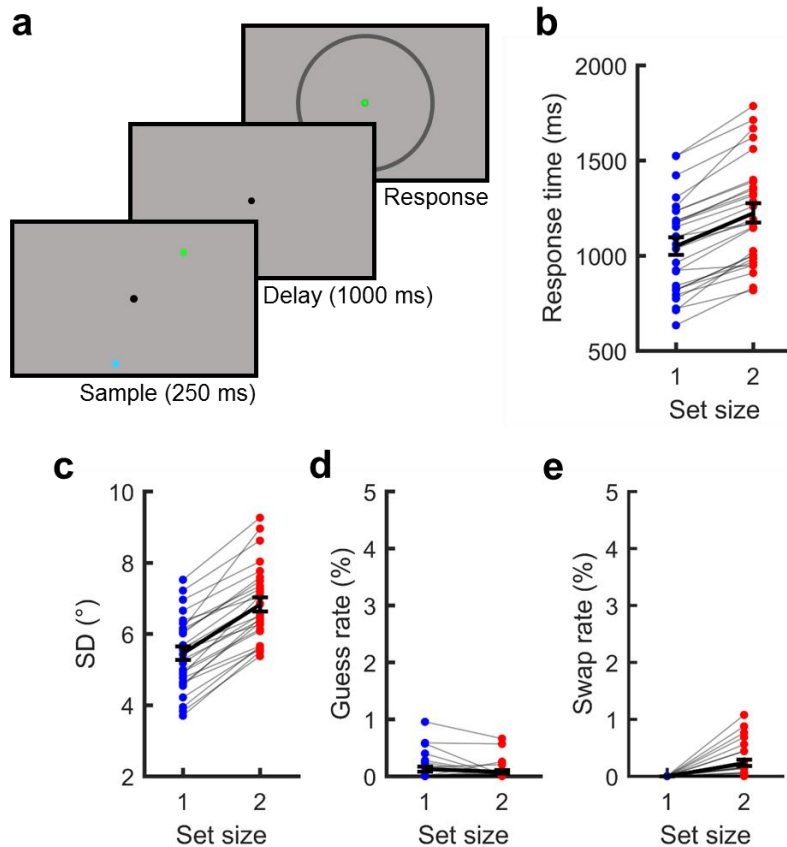 a
Response
Delay (1000 ms)
Sample (250 ms)
b
2000
1500
1000
500
Response time (ms)
1 2
Set size
c
10
8
6
4
2
SD (°)
1 2
Set size
d
5
4
3
2
1
0
Guess rate (%)
1 2
Set size
e
5
4
3
2
1
0
Swap rate (%)
1 2
Set size